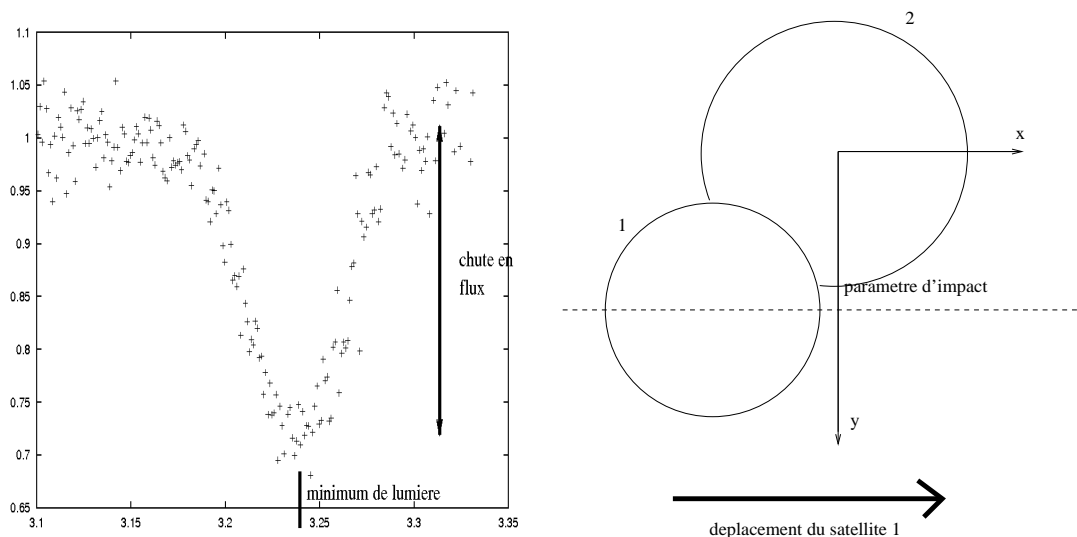 1.1
1.05
1
0.95
0.9
0.85
0.8
0.75
0.7
0.65
3.1
3.15
3.2
3.25
3.3
3.35
chute en
flux
minimum de lumiere
2
x
1
parametre d'impact
y
deplacement du satellite 1